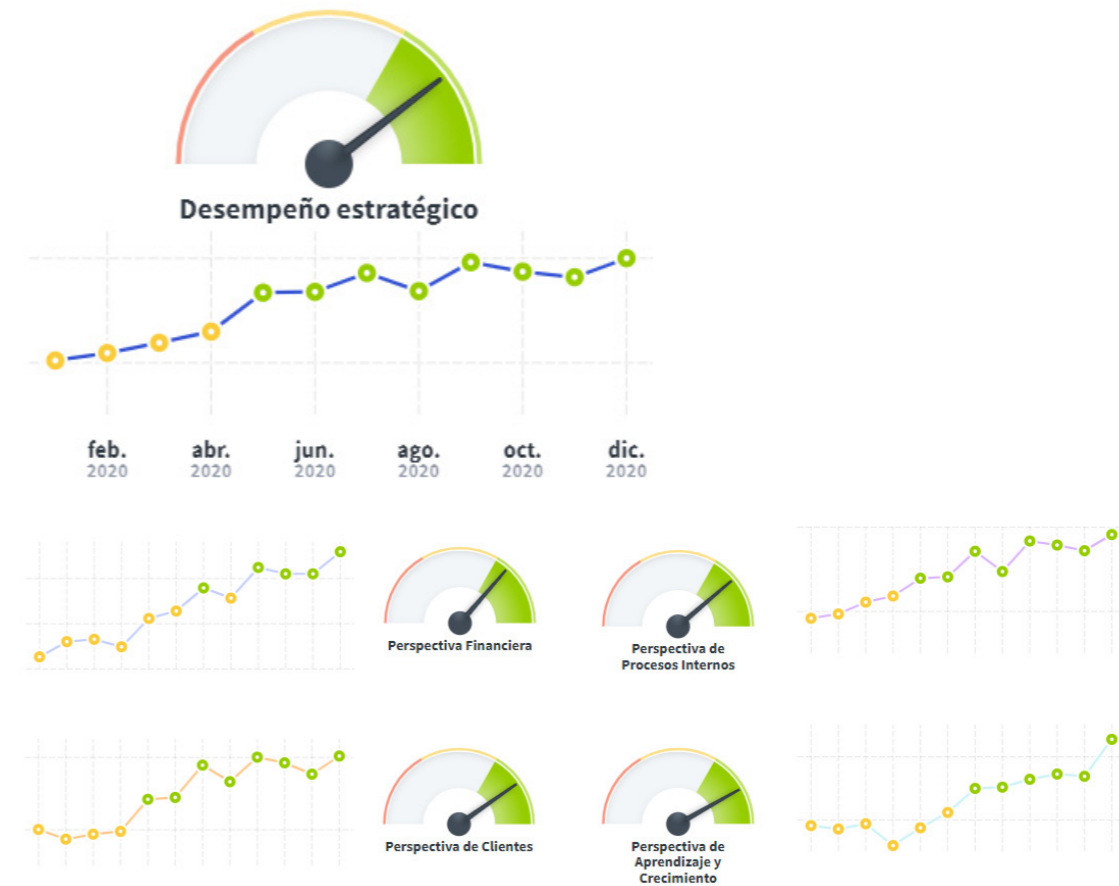 Desempeño estratégico
feb. abr. jun. ago. oct. dic.
2020 2020 2020 2020 2020 2020
Perspectiva Financiera
Perspectiva de
Procesos Internos
Perspectiva de Clientes
Perspectiva de
Aprendizaje y
Crecimiento